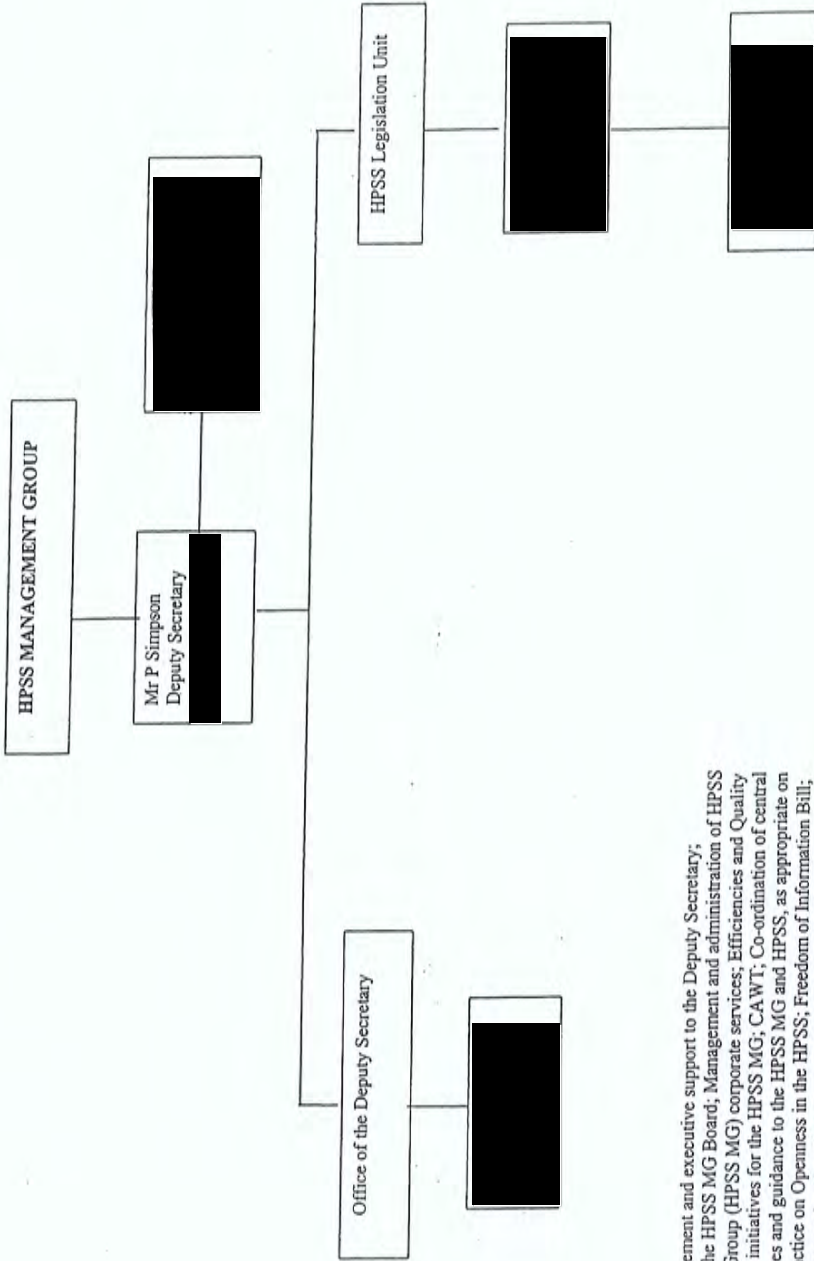 HPSS MANAGEMENT GROUP
Mr P Simpson
Deputy Secretary
Office of the Deputy Secretary
HPSS Legislation Unit
ement and executive support to the Deputy Secretary;
he HPSS MG Board; Management and administration of HPSS
Group (HPSS MG) corporate services; Efficiencies and Quality
initiatives for the HPSS MG; CAWT; Co-ordination of central
es and guidance to the HPSS MG and HPSS, as appropriate on
actice on Openness in the HPSS; Freedom of Information Bill;